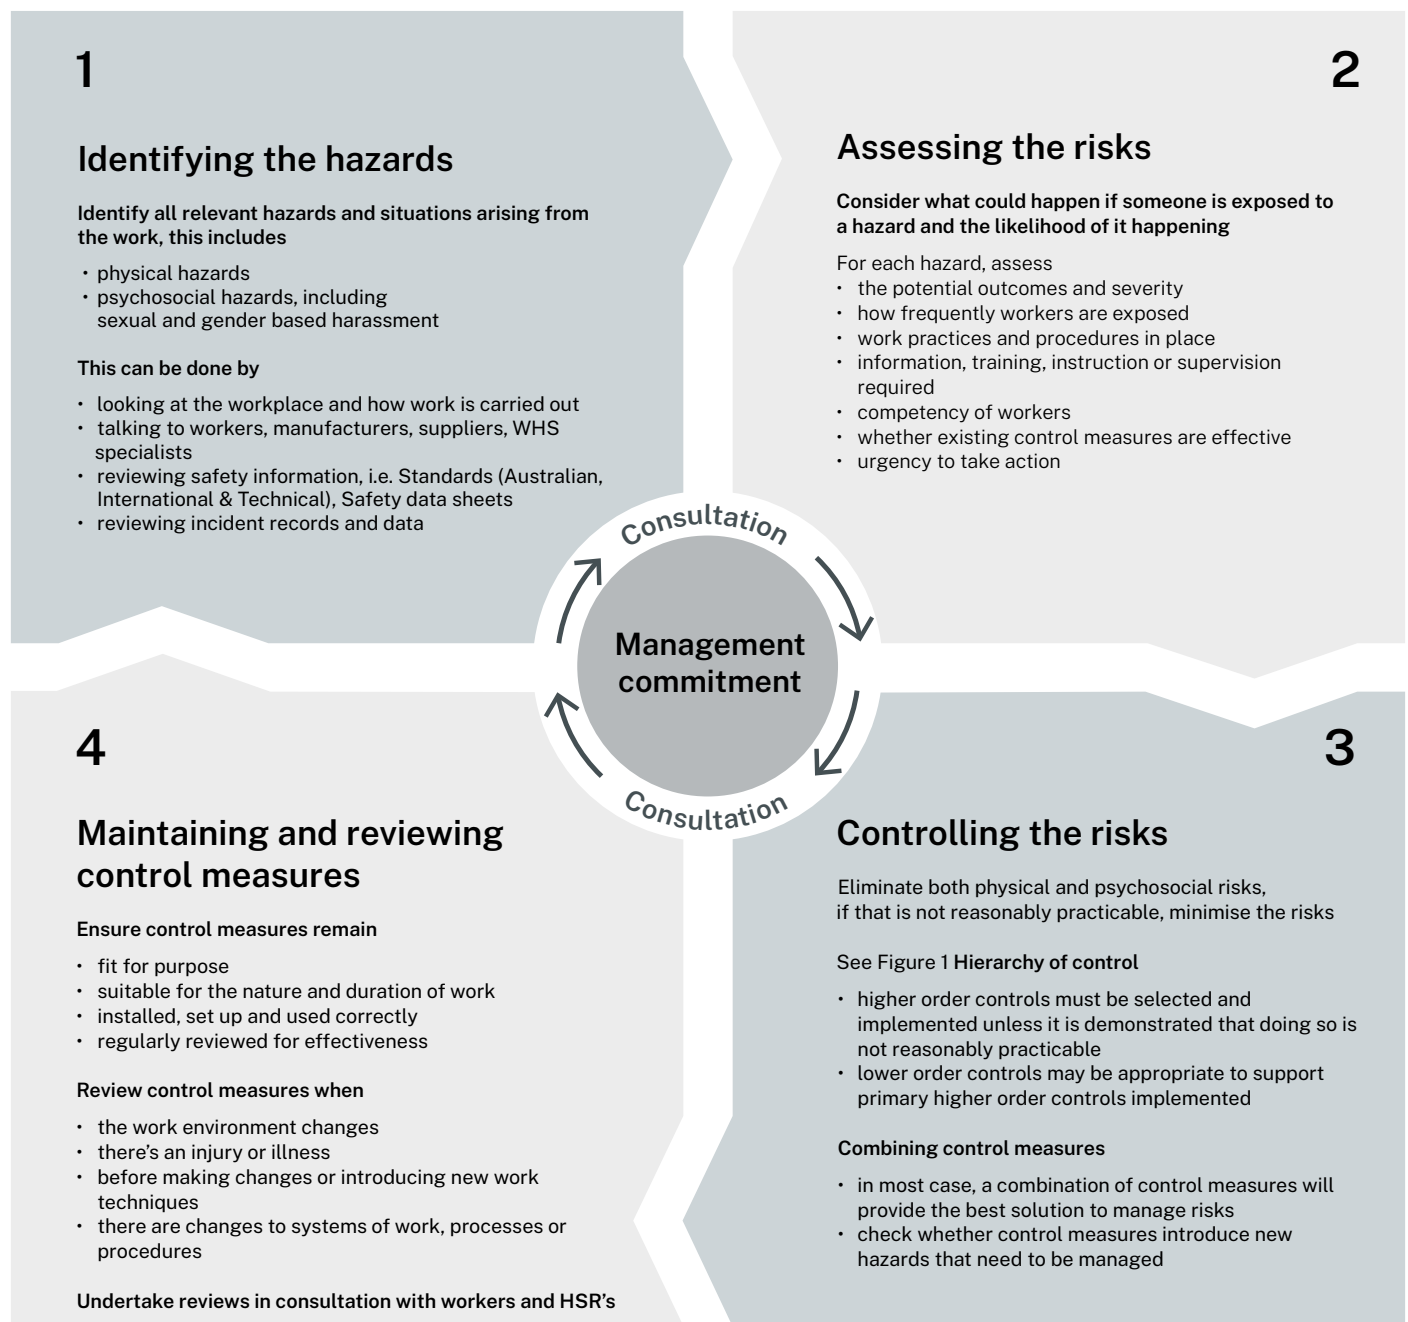 1
Identifying the hazards
Identify all relevant hazards and situations arising from
the work, this includes
• physical hazards
• psychosocial hazards, including
sexual and gender based harassment
This can be done by
• looking at the workplace and how work is carried out
• talking to workers, manufacturers, suppliers, WHS
specialists
• reviewing safety information, i.e. Standards (Australian,
International & Technical), Safety data sheets
• reviewing incident records and data
2
Assessing the risks
Consider what could happen if someone is exposed to
a hazard and the likelihood of it happening
For each hazard, assess
• the potential outcomes and severity
• how frequently workers are exposed
• work practices and procedures in place
• information, training, instruction or supervision
required
• competency of workers
• whether existing control measures are effective
• urgency to take action
Consultation
Management
commitment
Consultation
3
Controlling the risks
Eliminate both physical and psychosocial risks,
if that is not reasonably practicable, minimise the risks
See Figure 1 Hierarchy of control
• higher order controls must be selected and
implemented unless it is demonstrated that doing so is
not reasonably practicable
• lower order controls may be appropriate to support
primary higher order controls implemented
Combining control measures
• in most case, a combination of control measures will
provide the best solution to manage risks
• check whether control measures introduce new
hazards that need to be managed
4
Maintaining and reviewing
control measures
Ensure control measures remain
• fit for purpose
• suitable for the nature and duration of work
• installed, set up and used correctly
• regularly reviewed for effectiveness
Review control measures when
• the work environment changes
• there's an injury or illness
• before making changes or introducing new work
techniques
• there are changes to systems of work, processes or
procedures
Undertake reviews in consultation with workers and HSR's